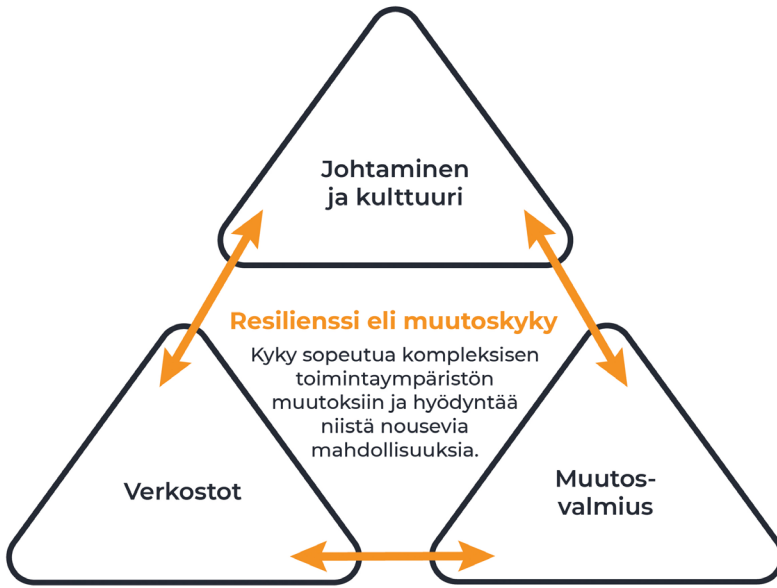 Johtaminen
ja kulttuuri
Resilienssi eli muutoskyky
Kyky sopeutua kompleksisen
toimintaympäristön
muutoksiin ja hyödyntää
niistä nousevia
mahdollisuuksia.
Verkostot
Muutos-
valmius